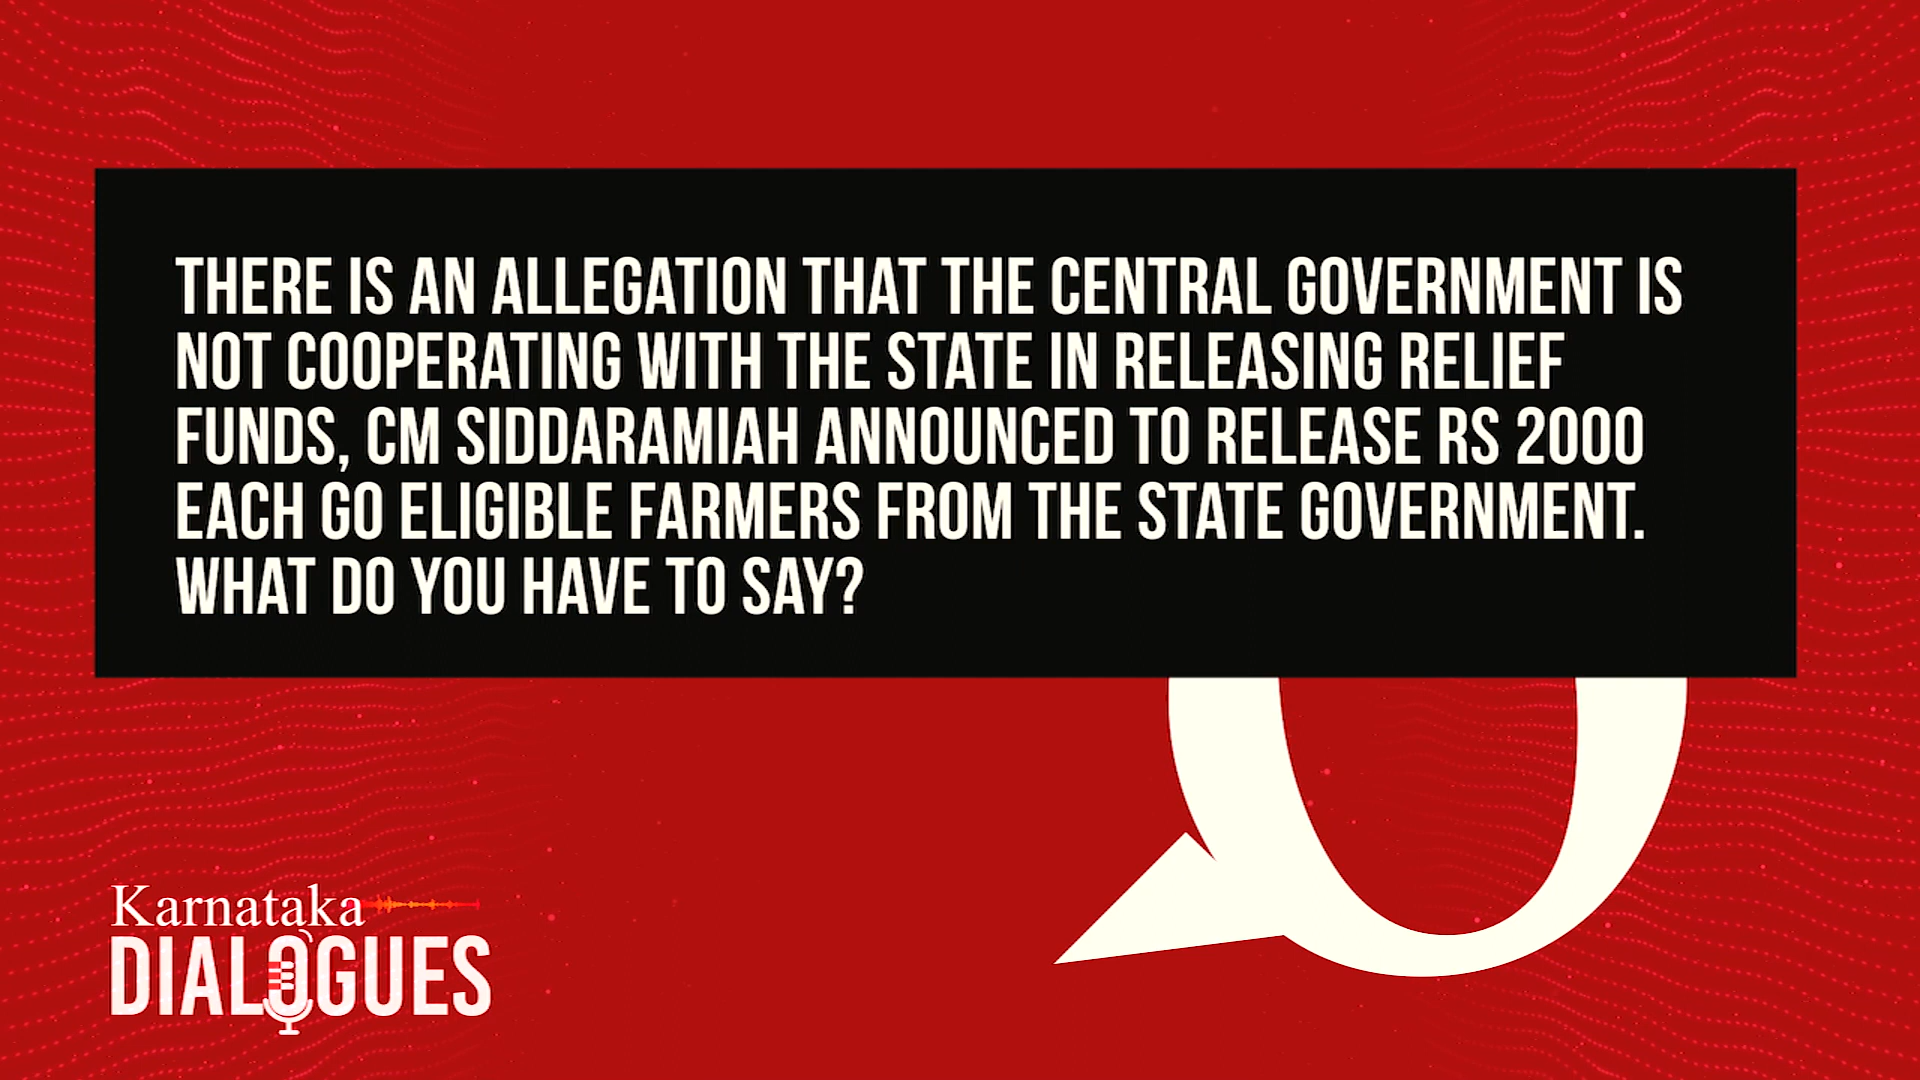 THERE IS AN ALLEGATION THAT THE CENTRAL GOVERNMENT IS
NOT COOPERATING WITH THE STATE IN RELEASING RELIEF
FUNDS, CM SIDDARAMIAH ANNOUNCED TO RELEASE RS 2000
EACH GO ELIGIBLE FARMERS FROM THE STATE GOVERNMENT.
WHAT DO YOU HAVE TO SAY?
Karnataka
DIALOGUES